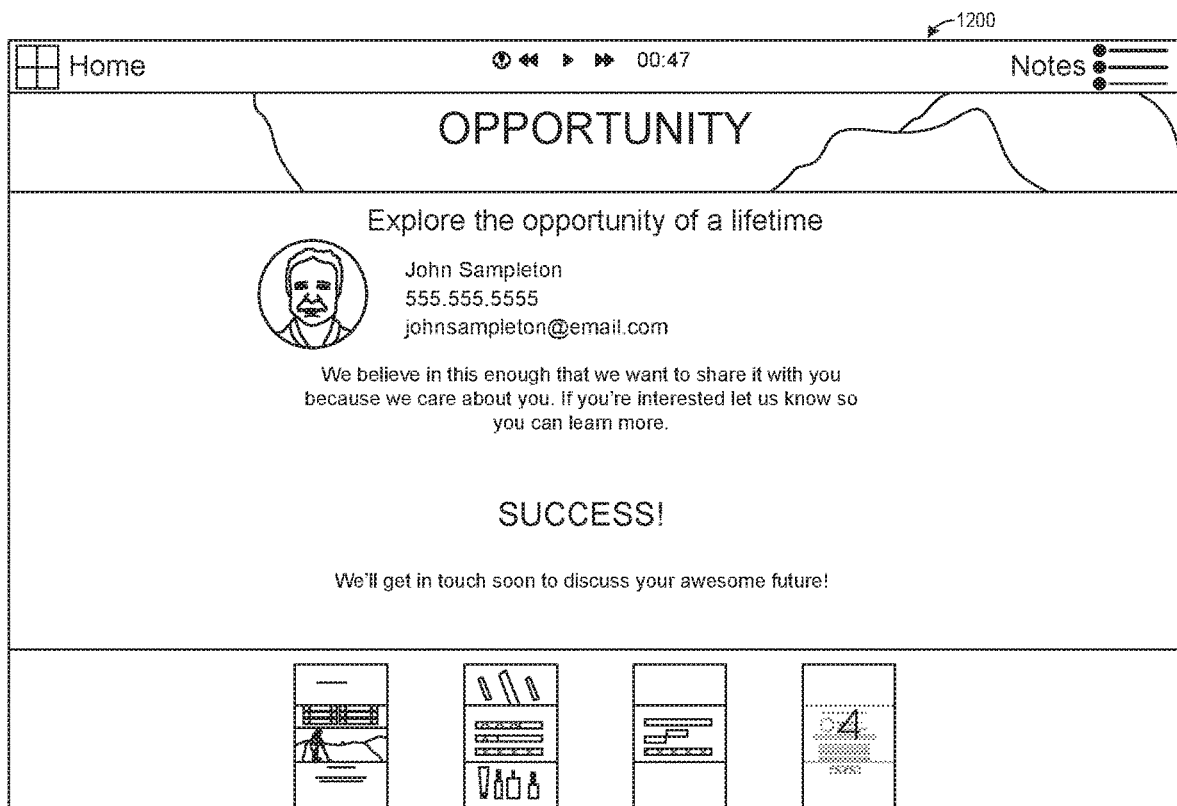 1200
Home 00:47 Notes
OPPORTUNITY
Explore the opportunity of a lifetime
John Sampleton
555.555.5555
johnsampleton@email.com
We believe in this enough that we want to share it with you
because we care about you. If you're interested let us know so
you can learn more.
SUCCESS!
We'll get in touch soon to discuss your awesome future!
4